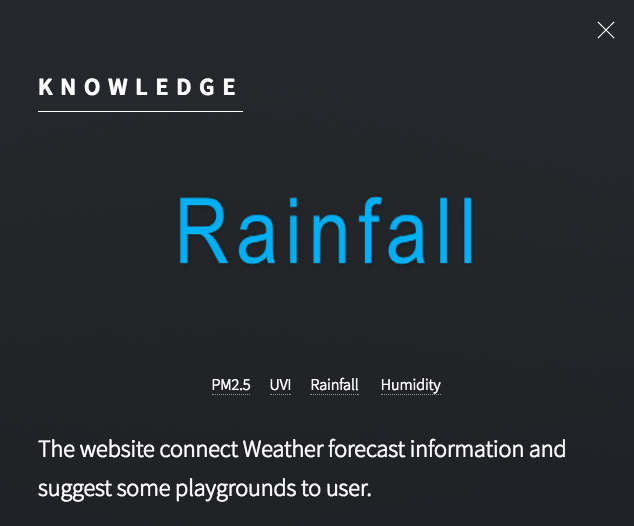 KNOWLEDGE
Rainfall
PM2.5 UVI Rainfall Humidity
The website connect Weather forecast information and
suggest some playgrounds to user.